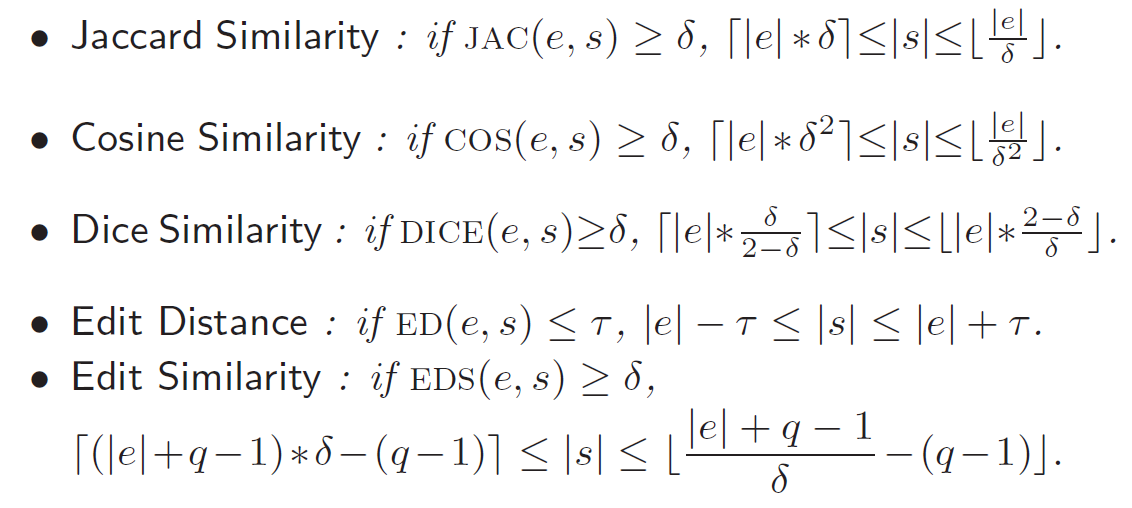 • Jaccard Similarity : if JAC(e, s) ≥ δ, ⌈|e| ∗ δ⌉≤|s|≤⌊|e|/δ⌋.
• Cosine Similarity : if COS(e, s) ≥ δ, ⌈|e|∗δ²⌉≤|s|≤⌊|e|/δ²⌋.
• Dice Similarity : if DICE(e, s)≥δ, ⌈|e|∗δ/(2−δ)⌉≤|s|≤⌊|e|∗(2−δ)/δ⌋.
• Edit Distance : if ED(e, s) ≤ τ, |e| − τ ≤ |s| ≤ |e| + τ.
• Edit Similarity : if EDS(e, s) ≥ δ,
⌈(|e|+q−1)∗δ−(q−1)⌉ ≤ |s| ≤ ⌊(|e| + q − 1)/δ −(q−1)⌋.